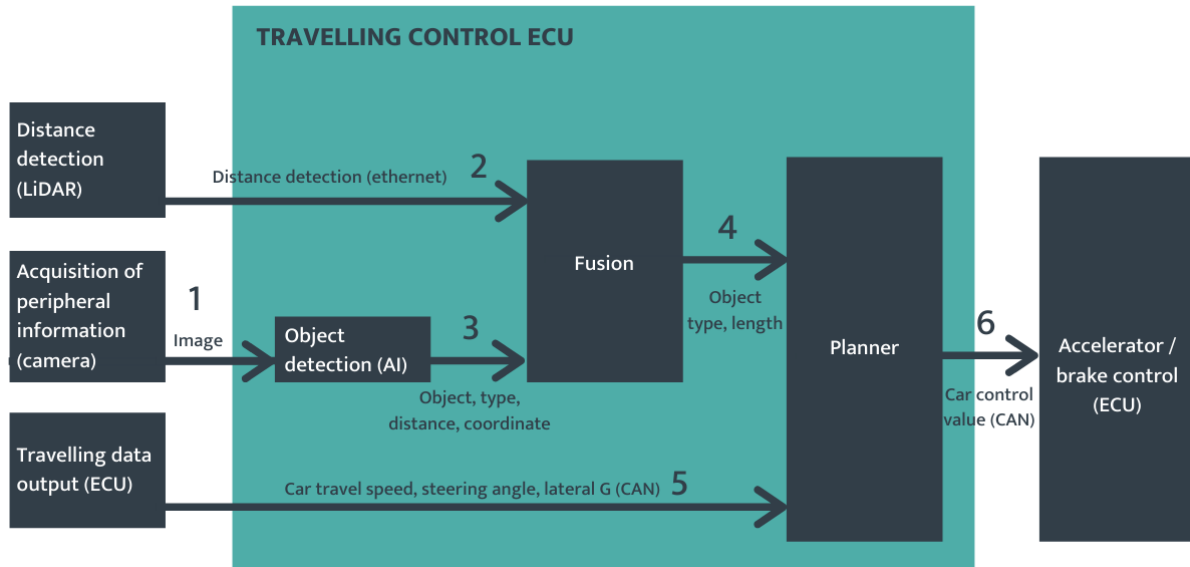 TRAVELLING CONTROL ECU
Distance
detection
(LiDAR)
Distance detection (ethernet)
2
Acquisition of
peripheral
information
(camera)
1
Image
Object
detection (AI)
3
Object, type,
distance, coordinate
Fusion
4
Object
type, length
Travelling data
output (ECU)
Car travel speed, steering angle, lateral G (CAN)
5
Planner
6
Car control
value (CAN)
Accelerator /
brake control
(ECU)